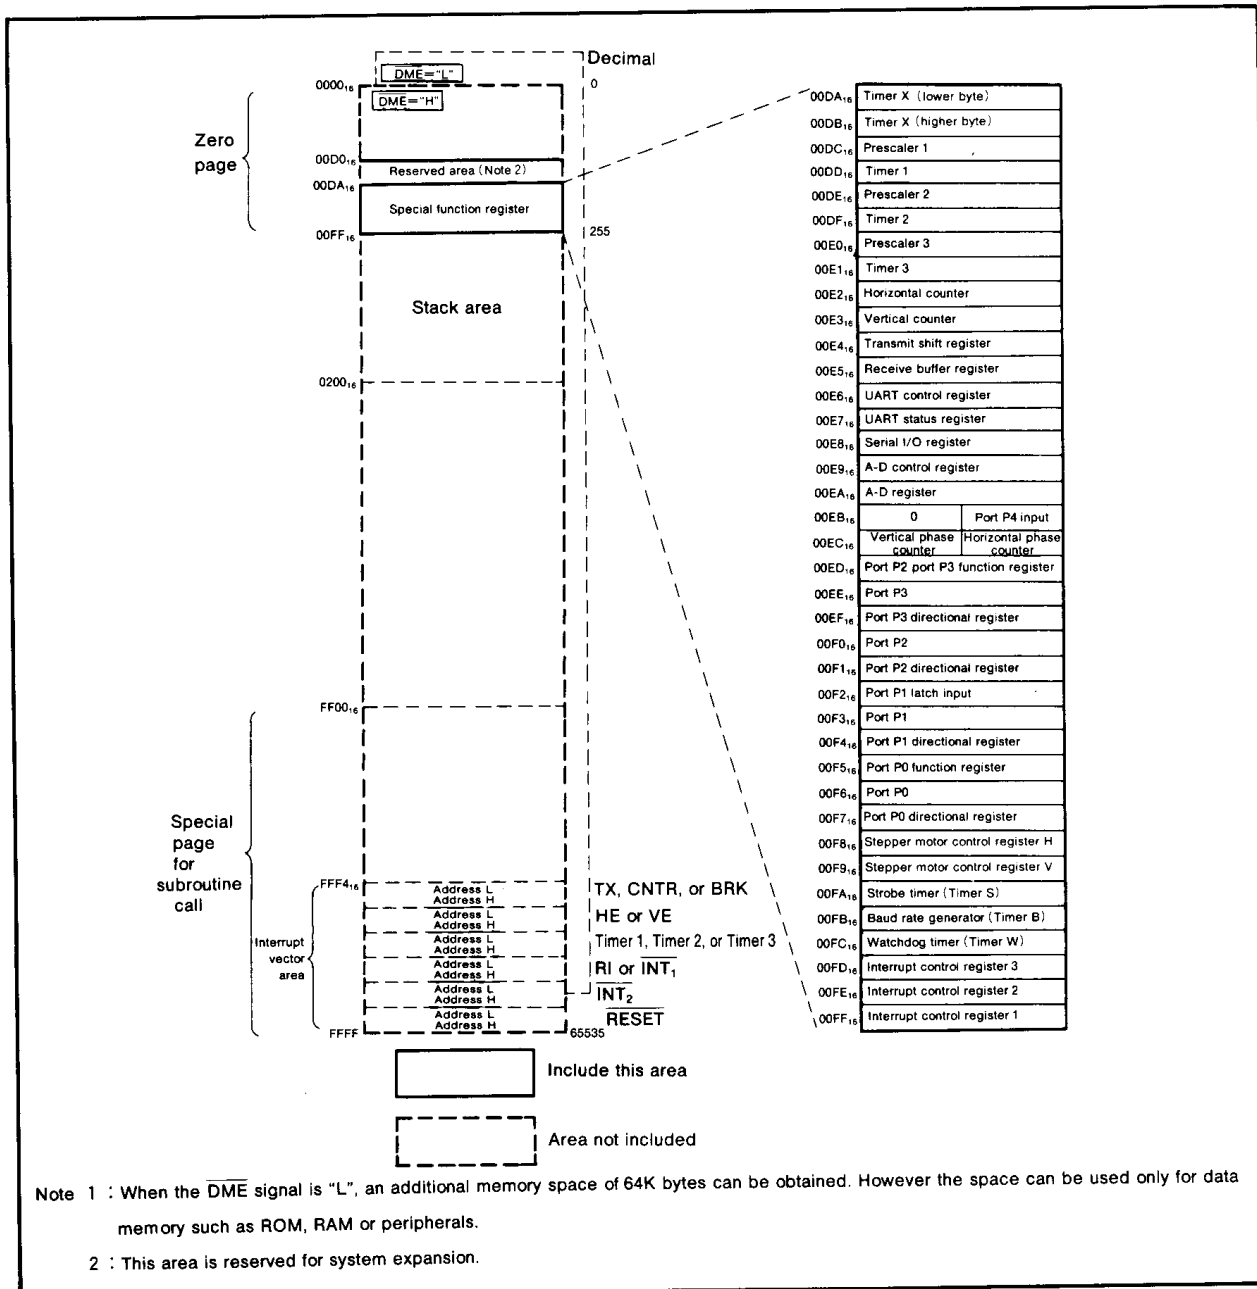 Decimal
DME="L"
0000₁₆
0
DME="H"
Zero
page
00D0₁₆
Reserved area (Note 2)
00DA₁₆
Special function register
00FF₁₆
255
Stack area
0200₁₆
FF00₁₆
Special
page
for
subroutine
call
FFF4₁₆
Interrupt
vector
area
Address L
Address H
TX, CNTR, or BRK
Address L
Address H
HE or VE
Address L
Address H
Timer 1, Timer 2, or Timer 3
Address L
Address H
RI or INT₁
Address L
Address H
INT₂
Address L
Address H
RESET
FFFF
65535
00DA₁₆ Timer X (lower byte)
00DB₁₆ Timer X (higher byte)
00DC₁₆ Prescaler 1
00DD₁₆ Timer 1
00DE₁₆ Prescaler 2
00DF₁₆ Timer 2
00E0₁₆ Prescaler 3
00E1₁₆ Timer 3
00E2₁₆ Horizontal counter
00E3₁₆ Vertical counter
00E4₁₆ Transmit shift register
00E5₁₆ Receive buffer register
00E6₁₆ UART control register
00E7₁₆ UART status register
00E8₁₆ Serial I/O register
00E9₁₆ A-D control register
00EA₁₆ A-D register
00EB₁₆ 0 Port P4 input
00EC₁₆ Vertical phase counter Horizontal phase counter
00ED₁₆ Port P2 port P3 function register
00EE₁₆ Port P3
00EF₁₆ Port P3 directional register
00F0₁₆ Port P2
00F1₁₆ Port P2 directional register
00F2₁₆ Port P1 latch input
00F3₁₆ Port P1
00F4₁₆ Port P1 directional register
00F5₁₆ Port P0 function register
00F6₁₆ Port P0
00F7₁₆ Port P0 directional register
00F8₁₆ Stepper motor control register H
00F9₁₆ Stepper motor control register V
00FA₁₆ Strobe timer (Timer S)
00FB₁₆ Baud rate generator (Timer B)
00FC₁₆ Watchdog timer (Timer W)
00FD₁₆ Interrupt control register 3
00FE₁₆ Interrupt control register 2
00FF₁₆ Interrupt control register 1
Include this area
Area not included
Note 1 : When the DME signal is "L", an additional memory space of 64K bytes can be obtained. However the space can be used only for data
memory such as ROM, RAM or peripherals.
2 : This area is reserved for system expansion.